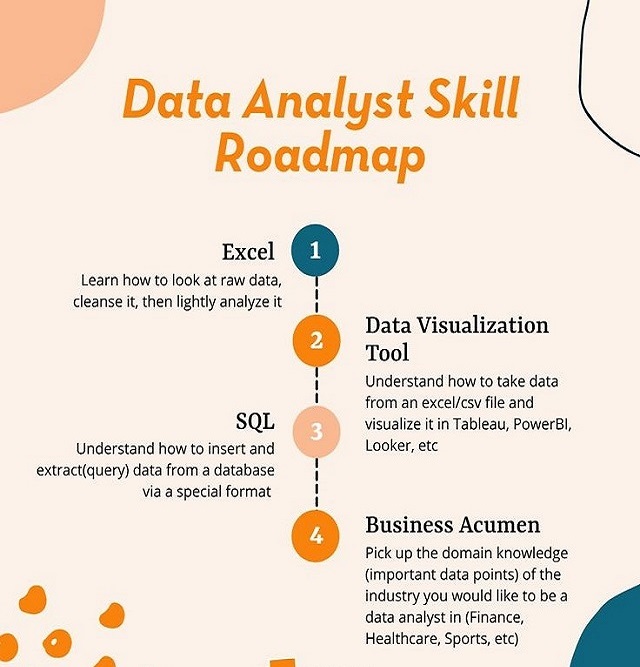 Data Analyst Skill
Roadmap
1
Excel
Learn how to look at raw data,
cleanse it, then lightly analyze it
2
Data Visualization
Tool
Understand how to take data
from an excel/csv file and
visualize it in Tableau, PowerBI,
Looker, etc
3
SQL
Understand how to insert and
extract(query) data from a database
via a special format
4
Business Acumen
Pick up the domain knowledge
(important data points) of the
industry you would like to be a
data analyst in (Finance,
Healthcare, Sports, etc)